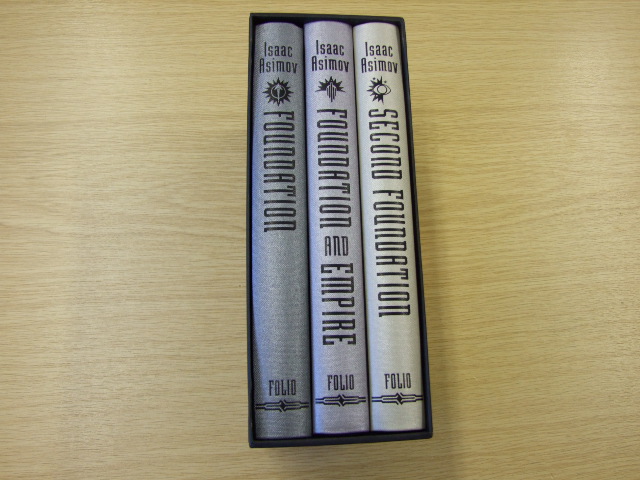 Isaac
Asimov
FOUNDATION
FOLIO
Isaac
Asimov
FOUNDATION AND EMPIRE
FOLIO
Isaac
Asimov
SECOND FOUNDATION
FOLIO